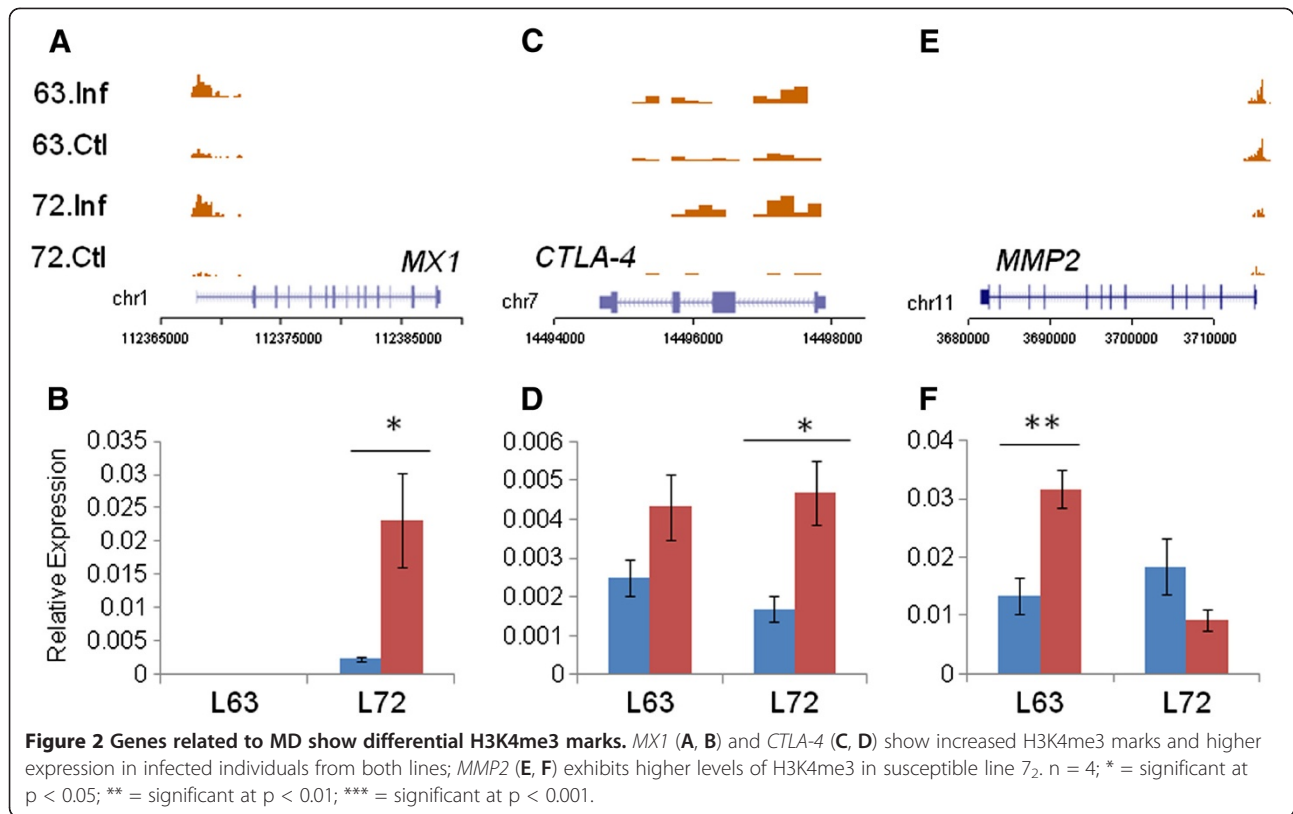 A
C
E
63.Inf
63.Ctl
72.Inf
72.Ctl
MX1
CTLA-4
MMP2
chr1
chr7
chr11
112365000 112375000 112385000
14494000 14496000 14498000
3680000 3690000 3700000 3710000
B
D
F
Relative Expression
0.035
0.03
0.025
0.02
0.015
0.01
0.005
0
*
L63 L72
0.006
0.005
0.004
0.003
0.002
0.001
0
*
L63 L72
0.04
0.03
0.02
0.01
0
**
L63 L72
Figure 2 Genes related to MD show differential H3K4me3 marks. MX1 (A, B) and CTLA-4 (C, D) show increased H3K4me3 marks and higher
expression in infected individuals from both lines; MMP2 (E, F) exhibits higher levels of H3K4me3 in susceptible line 7₂. n = 4; * = significant at
p < 0.05; ** = significant at p < 0.01; *** = significant at p < 0.001.